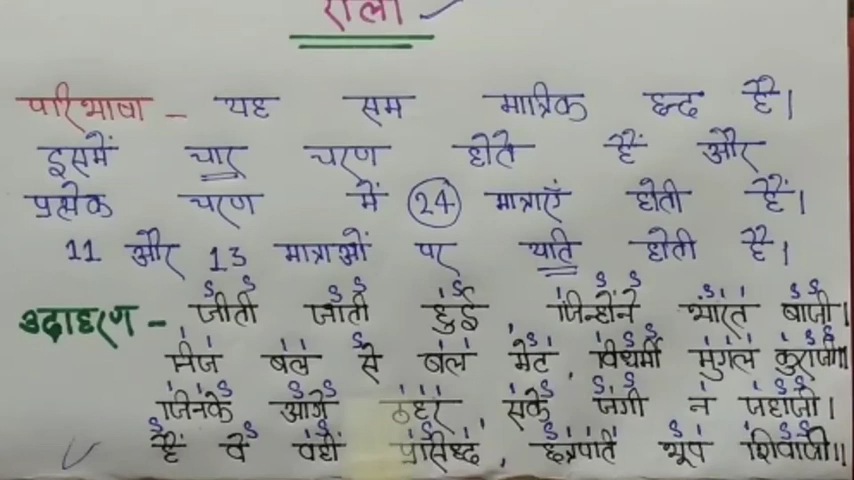 रोला
परिभाषा - यह सम मात्रिक छन्द है।
इसमें चार चरण होते हैं और
प्रत्येक चरण में 24 मात्राएँ होती हैं।
11 और 13 मात्राओं पर यति होती है।
उदाहरण - जीती जाती हुई, जिन्होंने भारत बाजी।
निज बल से बल मेट, विधर्मी मुगल कुराजी॥
जिनके आगे ठहर, सके जंगी न जहाजी।
हैं वे वही प्रसिद्ध, छत्रपति भूप शिवाजी॥